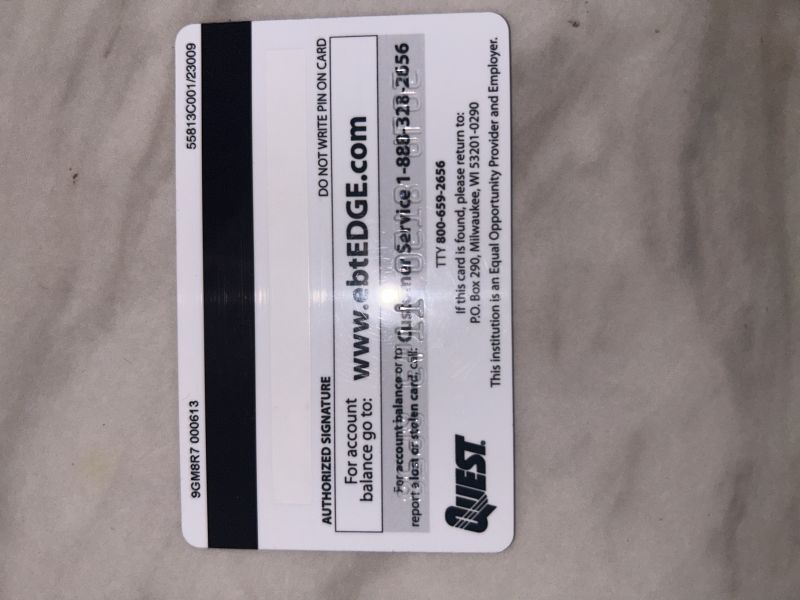 9GM8R7 000613 55813C001/23009
AUTHORIZED SIGNATURE DO NOT WRITE PIN ON CARD
For account
balance go to: www.ebtEDGE.com
For account balance or to
report a lost or stolen card, call: Customer Service 1-888-328-2656
TTY 800-659-2656
If this card is found, please return to:
P.O. Box 290, Milwaukee, WI 53201-0290
This institution is an Equal Opportunity Provider and Employer.
QUEST.